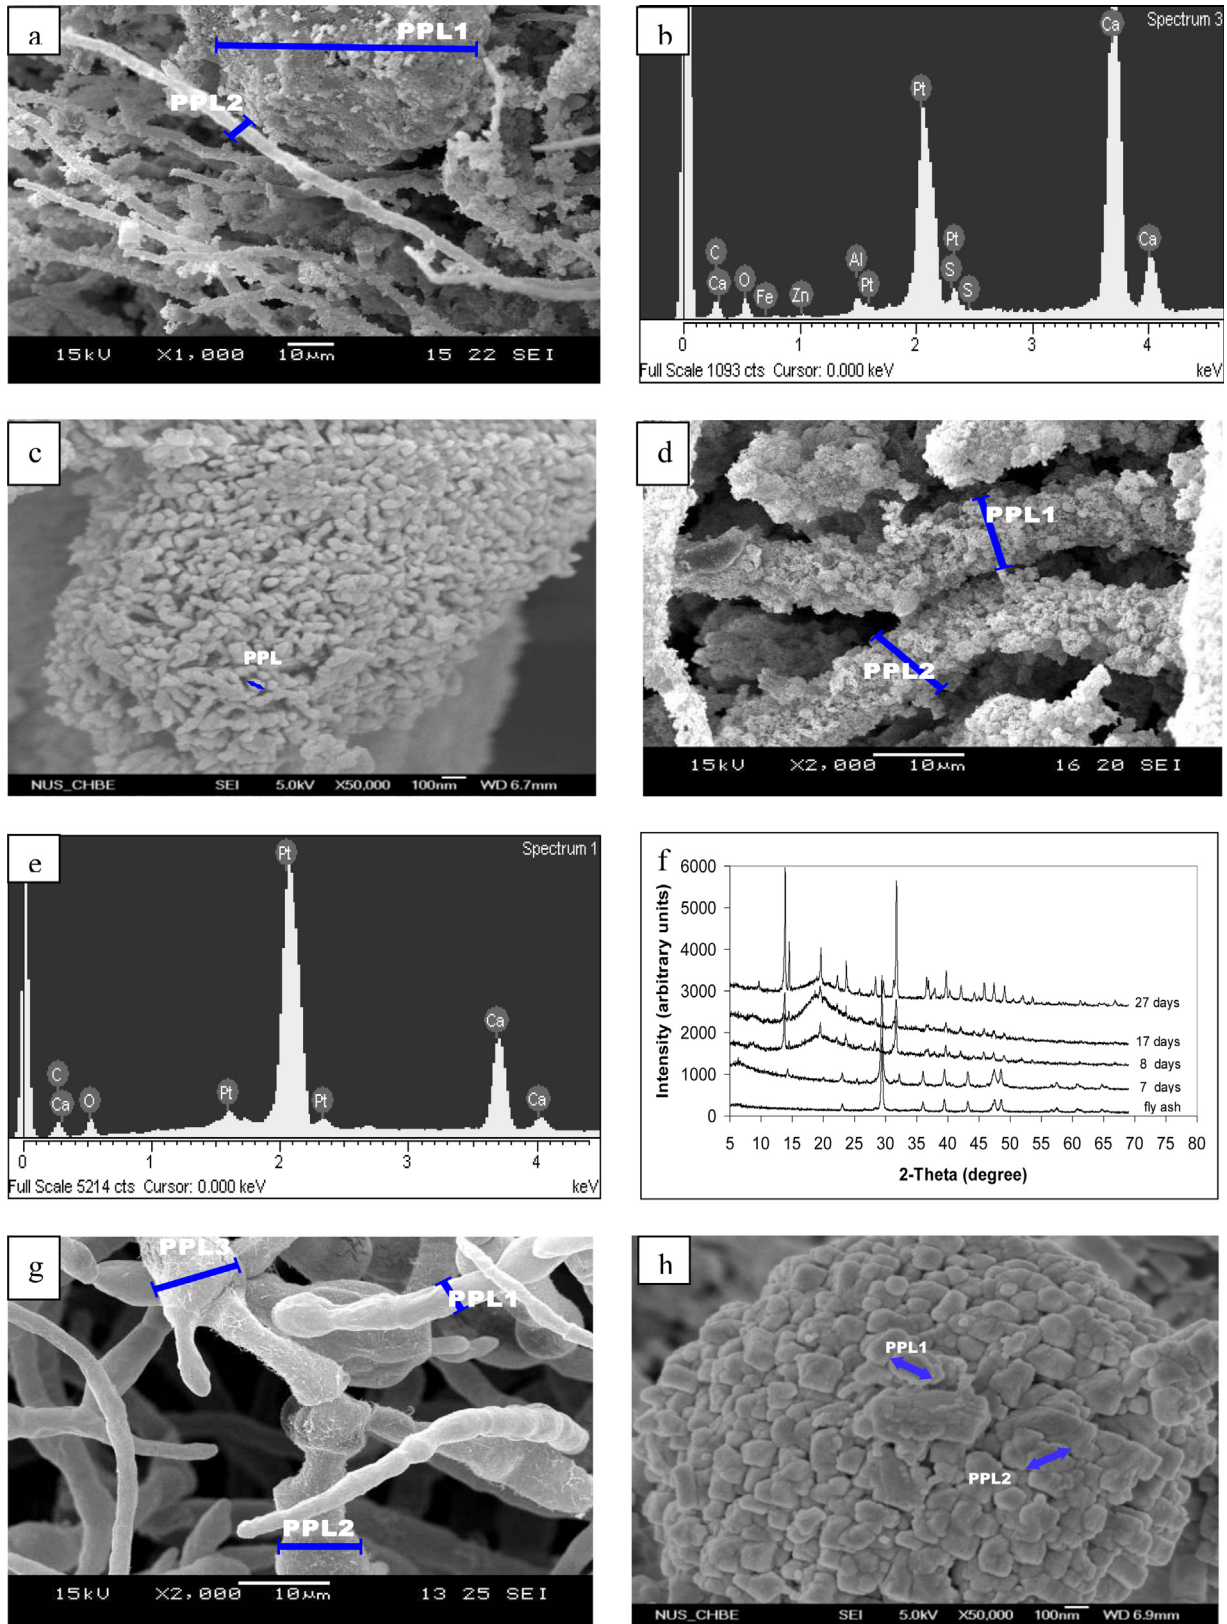 a
PPL1
PPL2
15kV X1,000 10µm 15 22 SEI
b
Spectrum 3
Ca
Pt
C
Ca
O
Fe
Zn
Al
Pt
Pt
S
S
Ca
0 1 2 3 4
Full Scale 1093 cts Cursor: 0.000 keV keV
c
PPL
NUS_CHBE SEI 5.0kV X50,000 100nm WD 6.7mm
d
PPL1
PPL2
15kV X2,000 10µm 16 20 SEI
e
Spectrum 1
Pt
C
Ca
O
Pt
Pt
Ca
Ca
0 1 2 3 4
Full Scale 5214 cts Cursor: 0.000 keV keV
f
Intensity (arbitrary units)
6000
5000
4000
3000
2000
1000
0
27 days
17 days
8 days
7 days
fly ash
5 10 15 20 25 30 35 40 45 50 55 60 65 70 75 80
2-Theta (degree)
g
PPL3
PPL1
PPL2
15kV X2,000 10µm 13 25 SEI
h
PPL1
PPL2
NUS_CHBE SEI 5.0kV X50,000 100nm WD 6.9mm